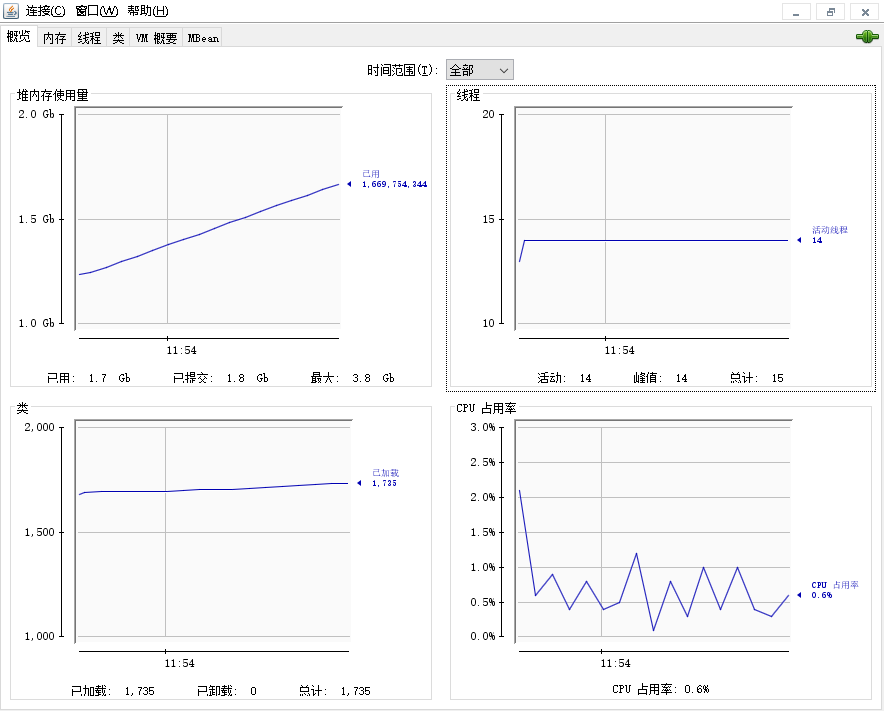 连接(C) 窗口(W) 帮助(H)
概览 内存 线程 类 VM 概要 MBean
时间范围(T): 全部
堆内存使用量
2.0 Gb
1.5 Gb
1.0 Gb
已用
1,669,754,344
11:54
已用: 1.7 Gb 已提交: 1.8 Gb 最大: 3.8 Gb
线程
20
15
10
活动线程
14
11:54
活动: 14 峰值: 14 总计: 15
类
2,000
1,500
1,000
已加载
1,735
11:54
已加载: 1,735 已卸载: 0 总计: 1,735
CPU 占用率
3.0%
2.5%
2.0%
1.5%
1.0%
0.5%
0.0%
CPU 占用率
0.6%
11:54
CPU 占用率: 0.6%